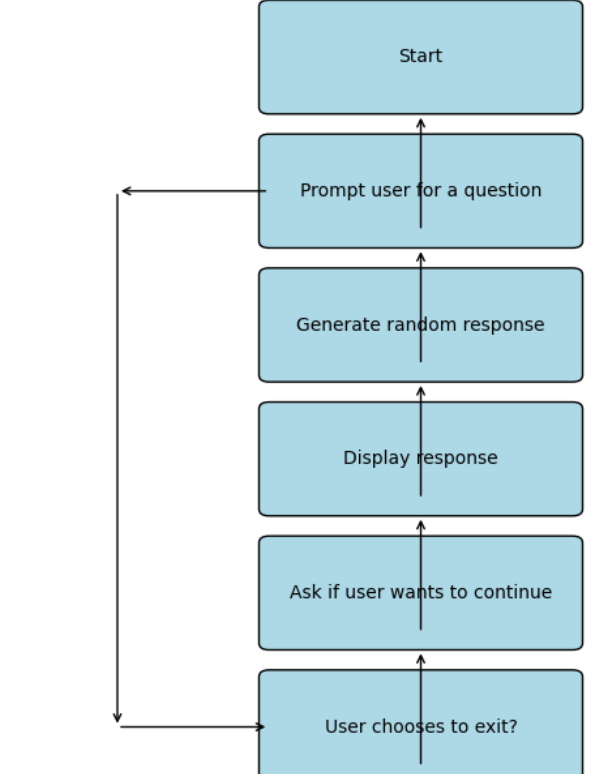 Start
Prompt user for a question
Generate random response
Display response
Ask if user wants to continue
User chooses to exit?